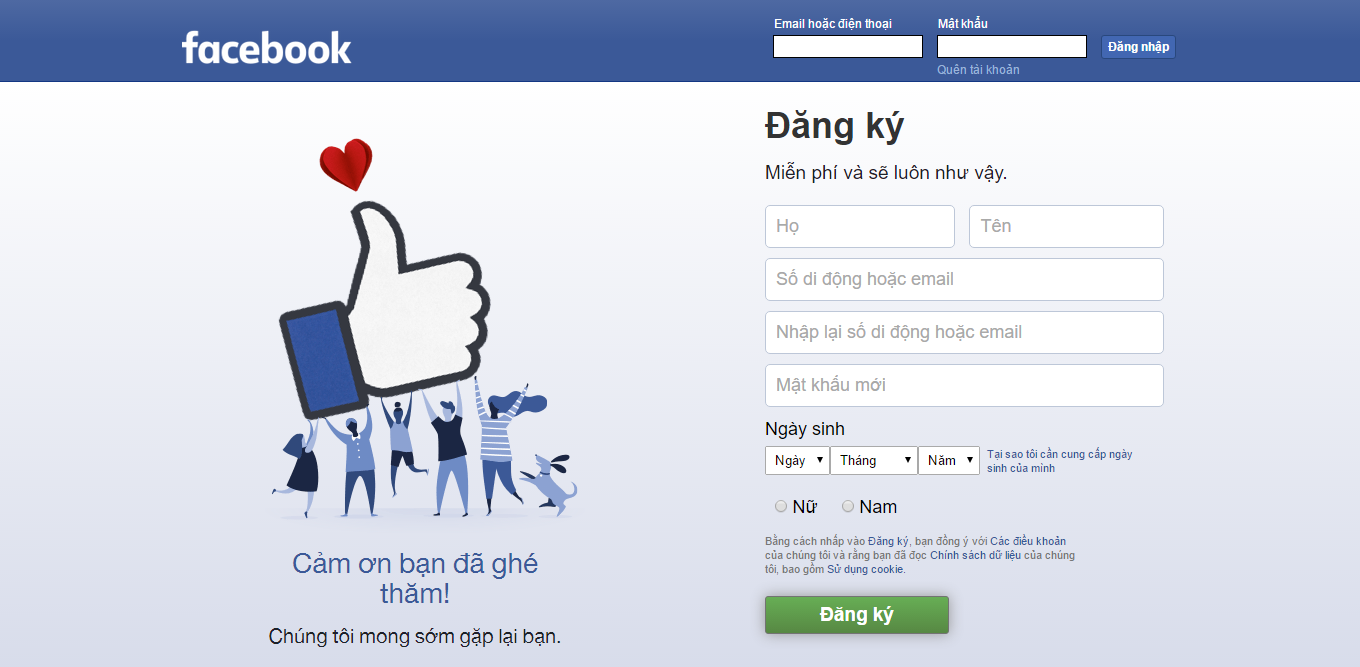 facebook
Email hoặc điện thoại
Mật khẩu
Đăng nhập
Quên tài khoản
Đăng ký
Miễn phí và sẽ luôn như vậy.
Họ
Tên
Số di động hoặc email
Nhập lại số di động hoặc email
Mật khẩu mới
Ngày sinh
Ngày
Tháng
Năm
Tại sao tôi cần cung cấp ngày
sinh của mình
Nữ
Nam
Bằng cách nhấp vào Đăng ký, bạn đồng ý với Các điều khoản
của chúng tôi và rằng bạn đã đọc Chính sách dữ liệu của chúng
tôi, bao gồm Sử dụng cookie.
Đăng ký
Cảm ơn bạn đã ghé
thăm!
Chúng tôi mong sớm gặp lại bạn.